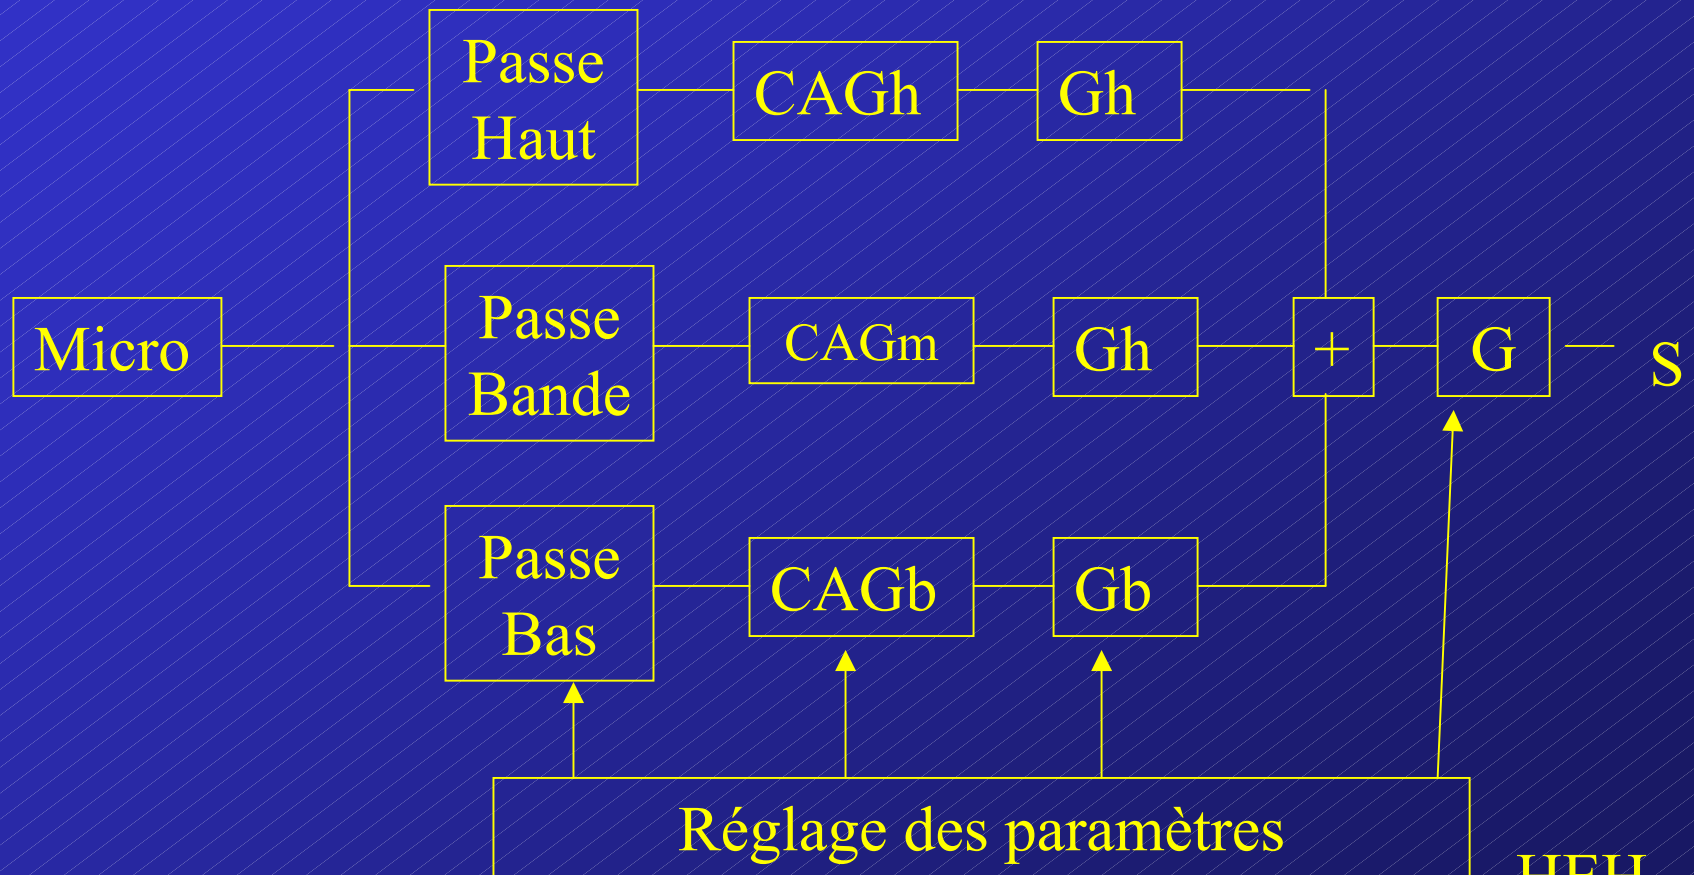 Passe
Haut
CAGh
Gh
Micro
Passe
Bande
CAGm
Gh
+
G
S
Passe
Bas
CAGb
Gb
Réglage des paramètres